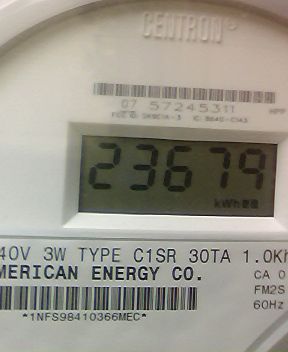 CENTRON®
07 57245311
23679
kWh
40V 3W TYPE C1SR 30TA 1.0Kh
MERICAN ENERGY CO.
CA 0
FM2S
60Hz
*1NFS98410366MEC*